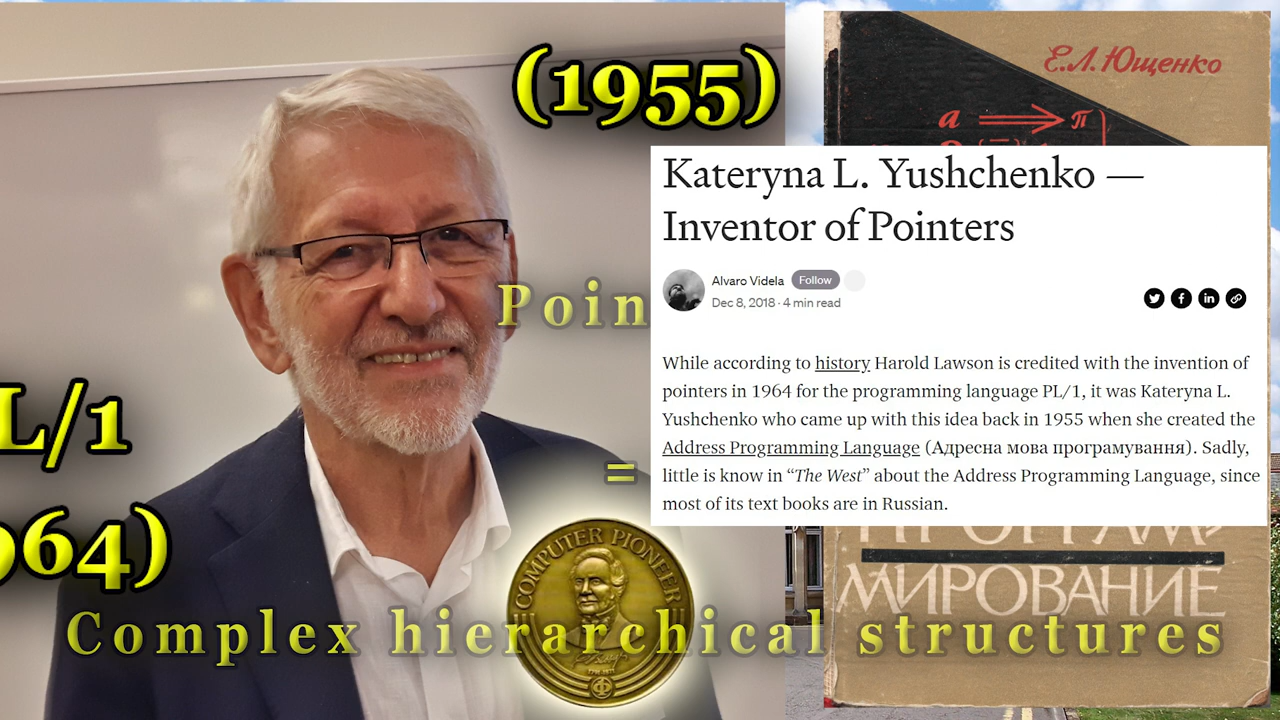 (1955)
Е.Л. Ющенко
a ⇒ π
Kateryna L. Yushchenko —
Inventor of Pointers
Alvaro Videla Follow
Dec 8, 2018 · 4 min read
Poin
While according to history Harold Lawson is credited with the invention of
pointers in 1964 for the programming language PL/1, it was Kateryna L.
Yushchenko who came up with this idea back in 1955 when she created the
Address Programming Language (Адресна мова програмування). Sadly,
little is know in “The West” about the Address Programming Language, since
most of its text books are in Russian.
L/1
964)
=
COMPUTER PIONEER
МИРОВАНИЕ
Complex hierarchical structures